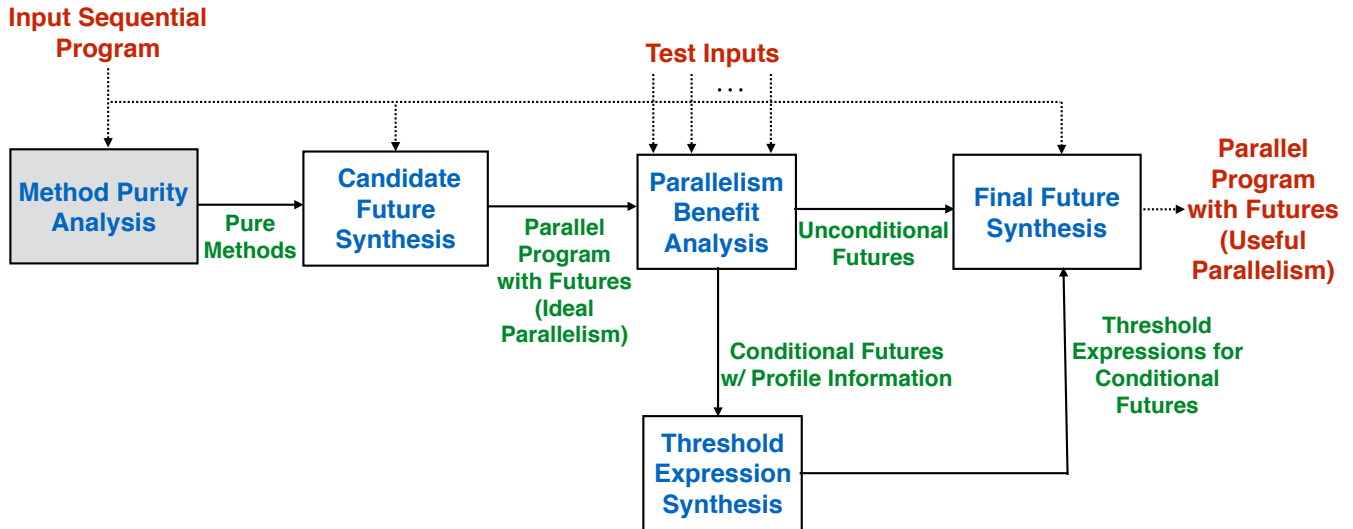 Input Sequential
Program
Test Inputs
...
Method Purity
Analysis
Pure
Methods
Candidate
Future
Synthesis
Parallel
Program
with Futures
(Ideal
Parallelism)
Parallelism
Benefit
Analysis
Unconditional
Futures
Final Future
Synthesis
Parallel
Program
with Futures
(Useful
Parallelism)
Conditional Futures
w/ Profile Information
Threshold
Expressions for
Conditional
Futures
Threshold
Expression
Synthesis